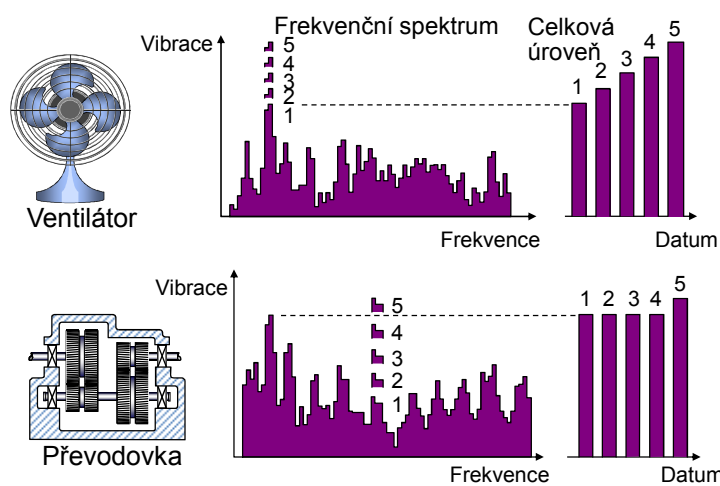 Vibrace
Frekvenční spektrum
5
4
3
2
1
Frekvence
Ventilátor
Celková
úroveň
1
2
3
4
5
Datum
Vibrace
5
4
3
2
1
Frekvence
Převodovka
1 2 3 4 5
Datum